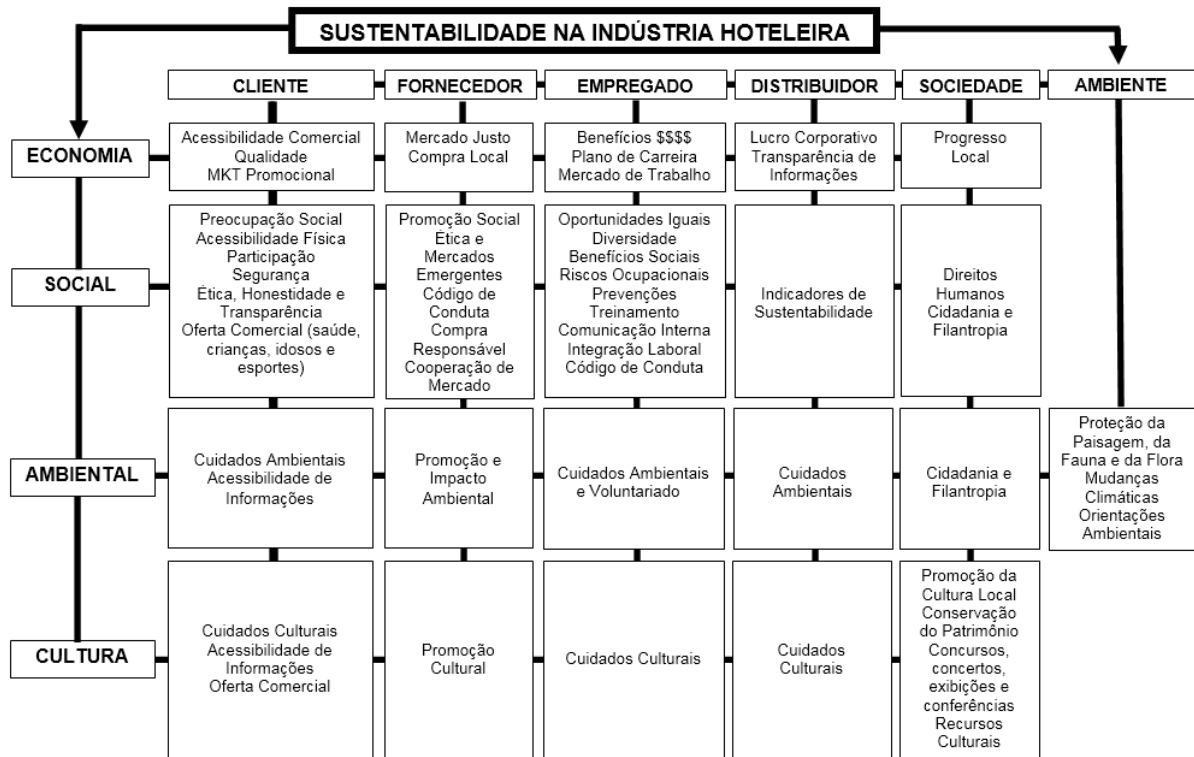 SUSTENTABILIDADE NA INDÚSTRIA HOTELEIRA
CLIENTE
FORNECEDOR
EMPREGADO
DISTRIBUIDOR
SOCIEDADE
AMBIENTE
ECONOMIA
Acessibilidade Comercial
Qualidade
MKT Promocional
Mercado Justo
Compra Local
Benefícios $$$$
Plano de Carreira
Mercado de Trabalho
Lucro Corporativo
Transparência de
Informações
Progresso
Local
SOCIAL
Preocupação Social
Acessibilidade Física
Participação
Segurança
Ética, Honestidade e
Transparência
Oferta Comercial (saúde,
crianças, idosos e
esportes)
Promoção Social
Ética e
Mercados
Emergentes
Código de
Conduta
Compra
Responsável
Cooperação de
Mercado
Oportunidades Iguais
Diversidade
Benefícios Sociais
Riscos Ocupacionais
Prevenções
Treinamento
Comunicação Interna
Integração Laboral
Código de Conduta
Indicadores de
Sustentabilidade
Direitos
Humanos
Cidadania e
Filantropia
AMBIENTAL
Cuidados Ambientais
Acessibilidade de
Informações
Promoção e
Impacto
Ambiental
Cuidados Ambientais
e Voluntariado
Cuidados
Ambientais
Cidadania e
Filantropia
Proteção da
Paisagem, da
Fauna e da Flora
Mudanças
Climáticas
Orientações
Ambientais
CULTURA
Cuidados Culturais
Acessibilidade de
Informações
Oferta Comercial
Promoção
Cultural
Cuidados Culturais
Cuidados
Culturais
Promoção da
Cultura Local
Conservação
do Patrimônio
Concursos,
concertos,
exibições e
conferências
Recursos
Culturais